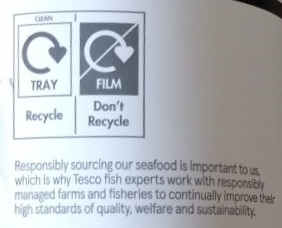 CLEAN
TRAY
FILM
Recycle
Don't
Recycle
Responsibly sourcing our seafood is important to us,
which is why Tesco fish experts work with responsibly
managed farms and fisheries to continually improve their
high standards of quality, welfare and sustainability.